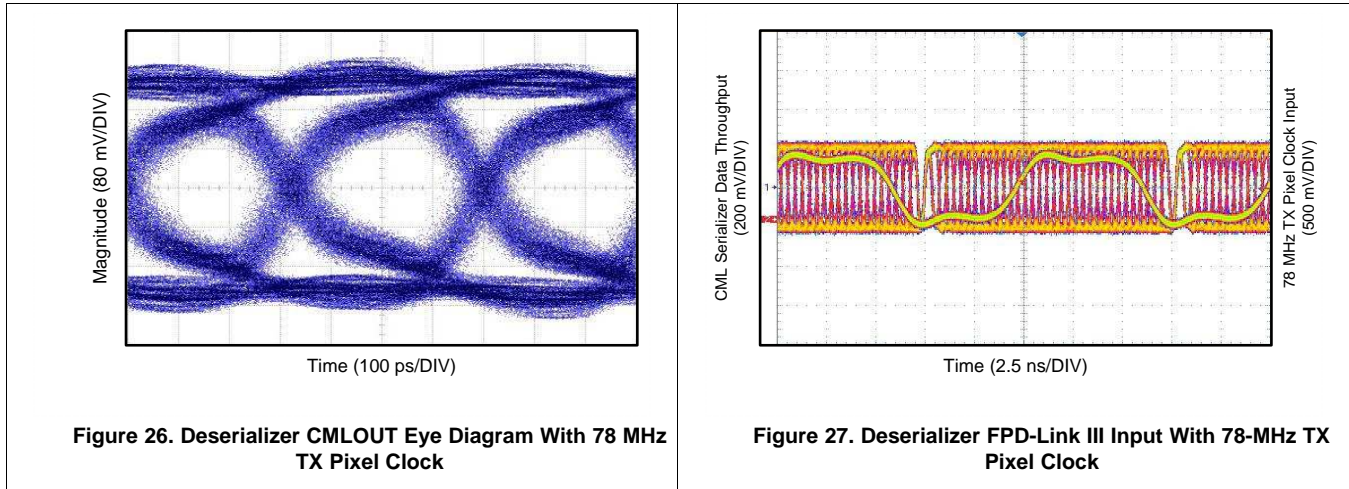 Magnitude (80 mV/DIV)
Time (100 ps/DIV)
Figure 26. Deserializer CMLOUT Eye Diagram With 78 MHz
TX Pixel Clock
CML Serializer Data Throughput
(200 mV/DIV)
1
78 MHz TX Pixel Clock Input
(500 mV/DIV)
Time (2.5 ns/DIV)
Figure 27. Deserializer FPD-Link III Input With 78-MHz TX
Pixel Clock